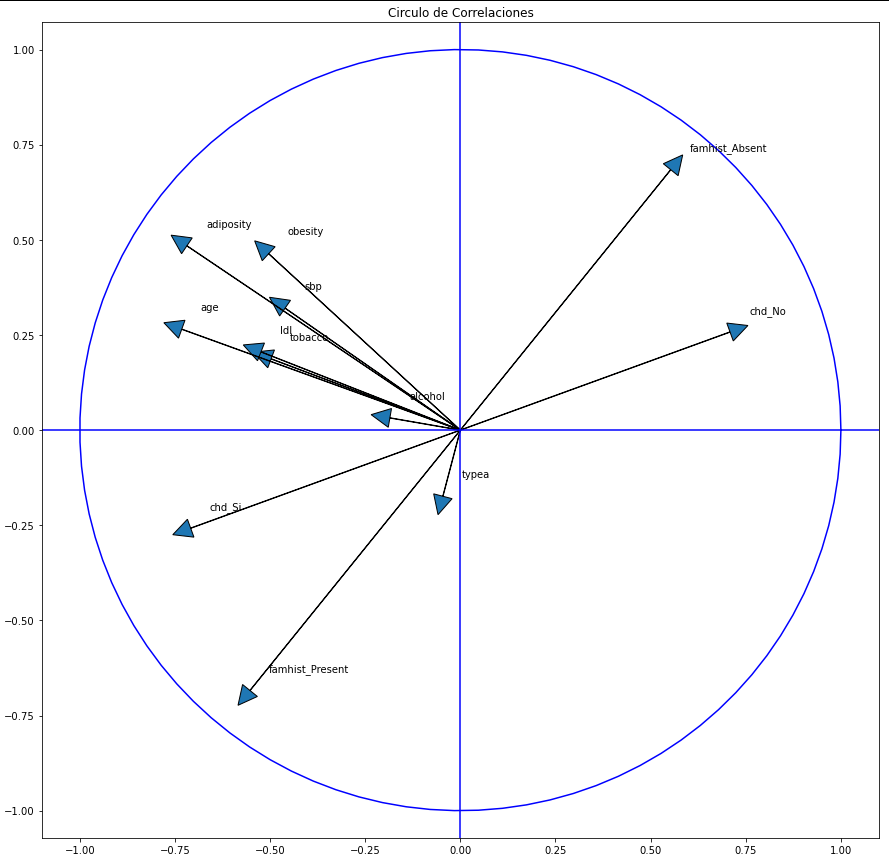 Circulo de Correlaciones
1.00
0.75
0.50
0.25
0.00
−0.25
−0.50
−0.75
−1.00
famhist_Absent
adiposity
obesity
sbp
age
chd_No
ldl
tobacco
alcohol
typea
chd_Si
famhist_Present
−1.00 −0.75 −0.50 −0.25 0.00 0.25 0.50 0.75 1.00